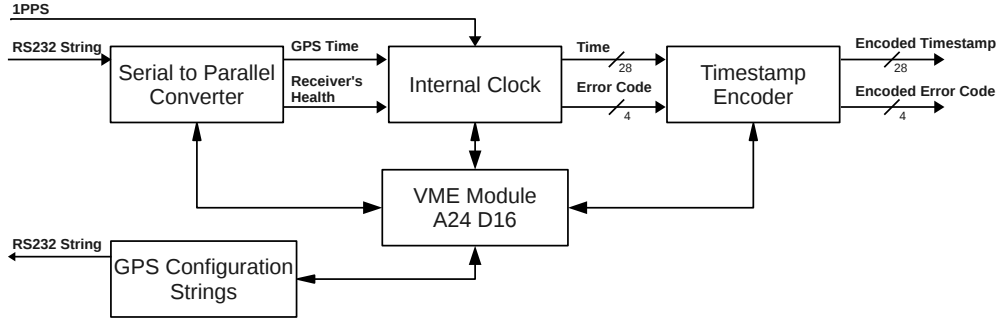 1PPS
RS232 String
Serial to Parallel
Converter
GPS Time
Receiver's
Health
Internal Clock
Time
28
Error Code
4
Timestamp
Encoder
Encoded Timestamp
28
Encoded Error Code
4
VME Module
A24 D16
RS232 String
GPS Configuration
Strings